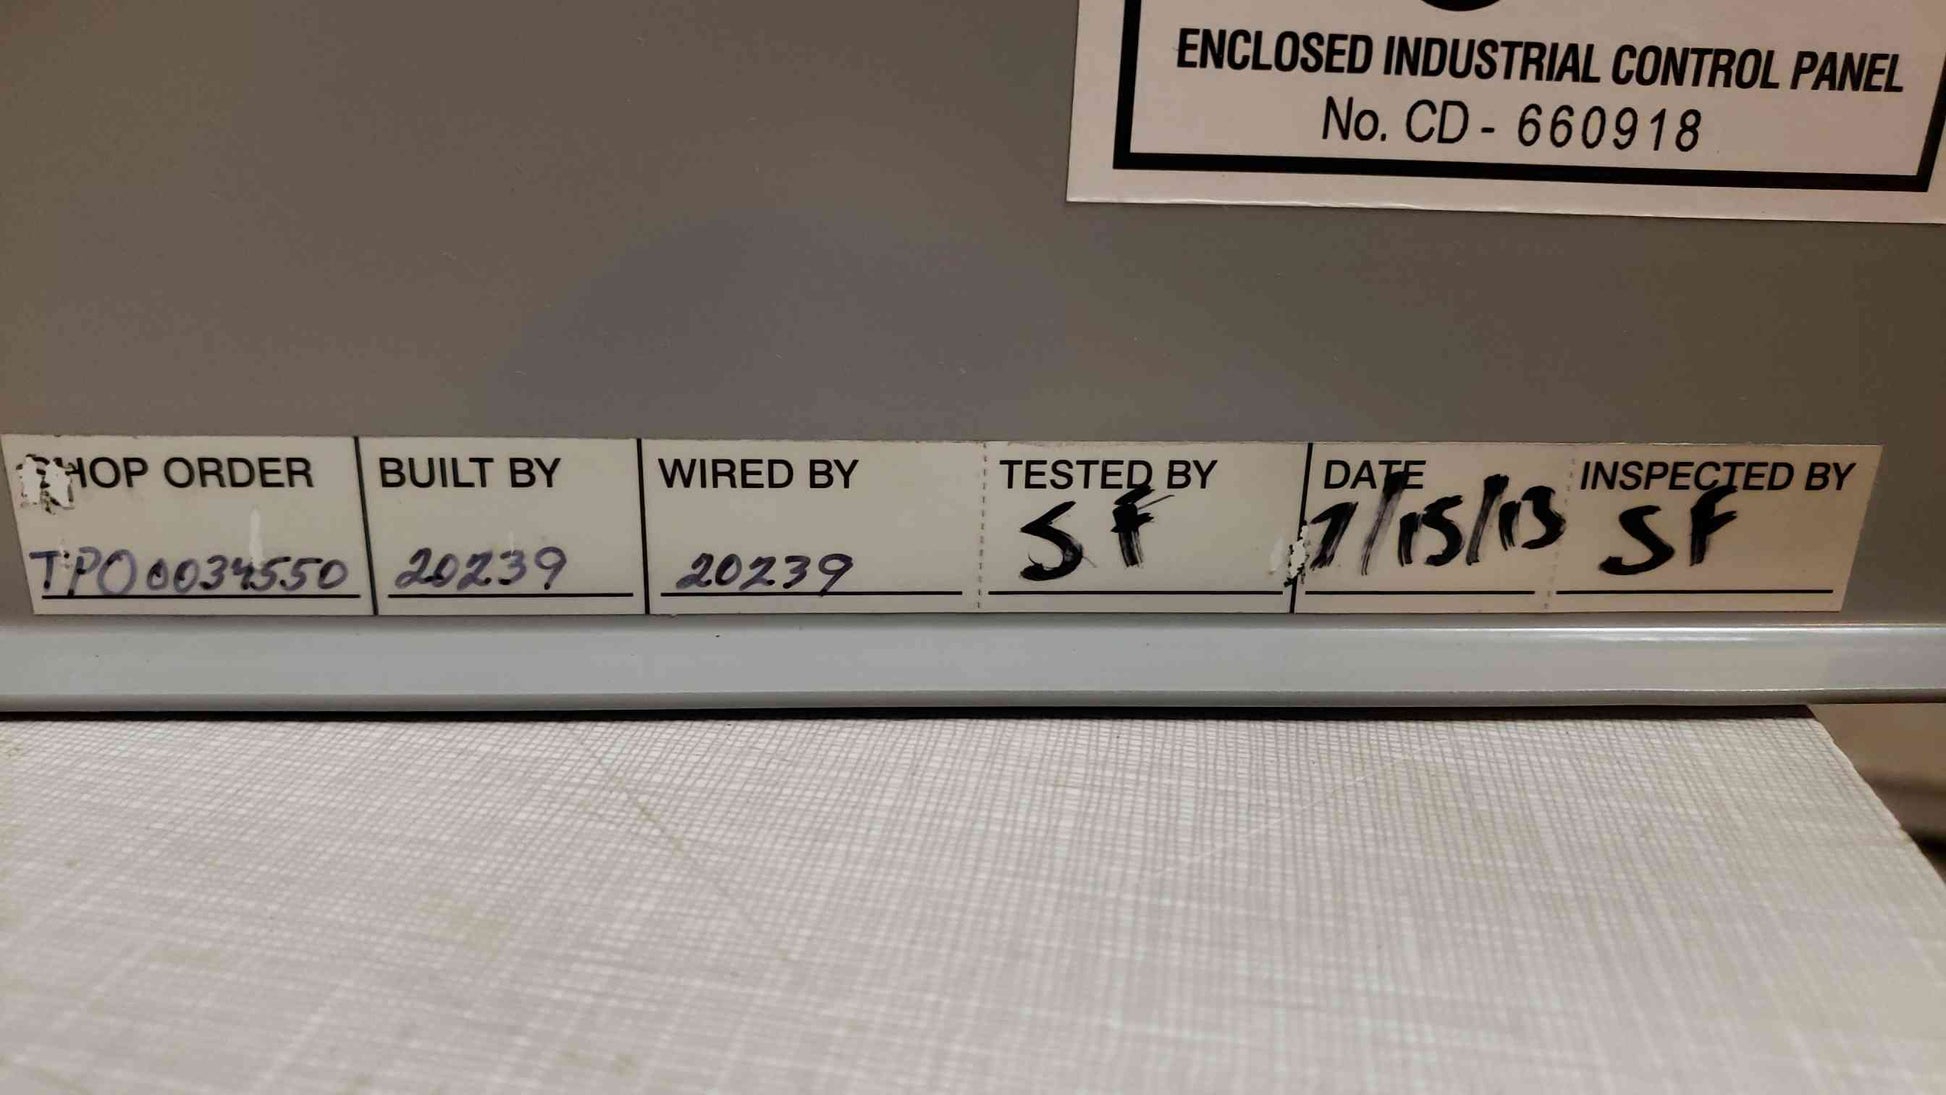 ENCLOSED INDUSTRIAL CONTROL PANEL
No. CD - 660918
SHOP ORDER BUILT BY WIRED BY TESTED BY DATE INSPECTED BY
TPO0034550 20239 20239 SF 7/15/13 SF